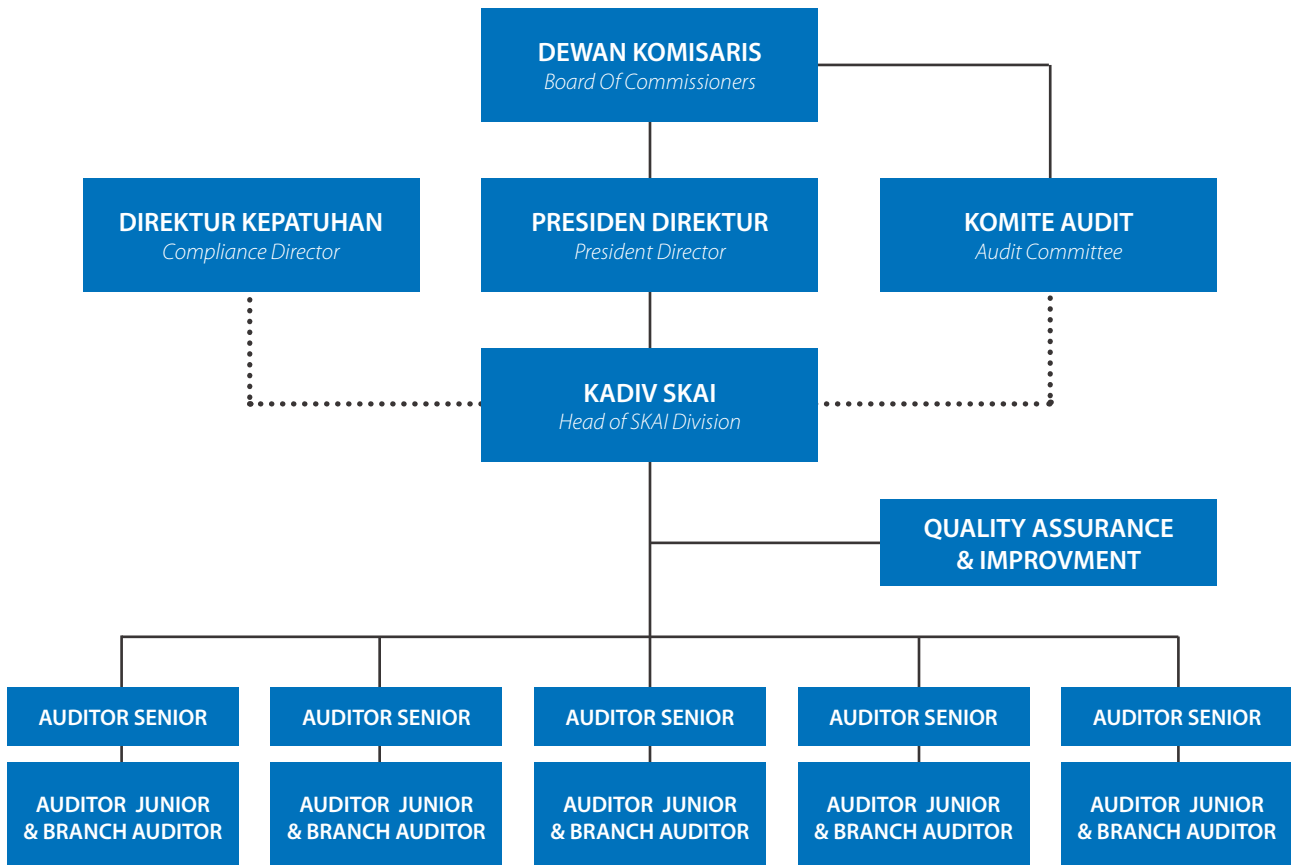 DEWAN KOMISARIS
Board Of Commissioners
DIREKTUR KEPATUHAN
Compliance Director
PRESIDEN DIREKTUR
President Director
KOMITE AUDIT
Audit Committee
KADIV SKAI
Head of SKAI Division
QUALITY ASSURANCE
& IMPROVMENT
AUDITOR SENIOR
AUDITOR SENIOR
AUDITOR SENIOR
AUDITOR SENIOR
AUDITOR SENIOR
AUDITOR JUNIOR
& BRANCH AUDITOR
AUDITOR JUNIOR
& BRANCH AUDITOR
AUDITOR JUNIOR
& BRANCH AUDITOR
AUDITOR JUNIOR
& BRANCH AUDITOR
AUDITOR JUNIOR
& BRANCH AUDITOR